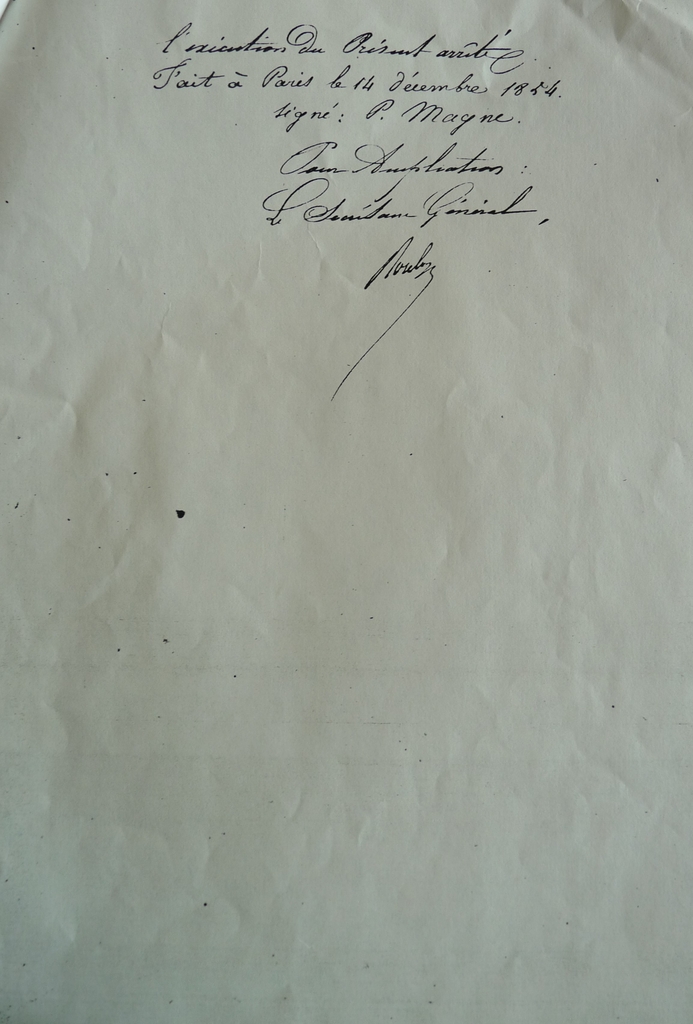 l'exécution du Présent arrêté
Fait à Paris le 14 décembre 1854.
signé: P. Magne.
Pour Ampliation:
Le Secrétaire Général,